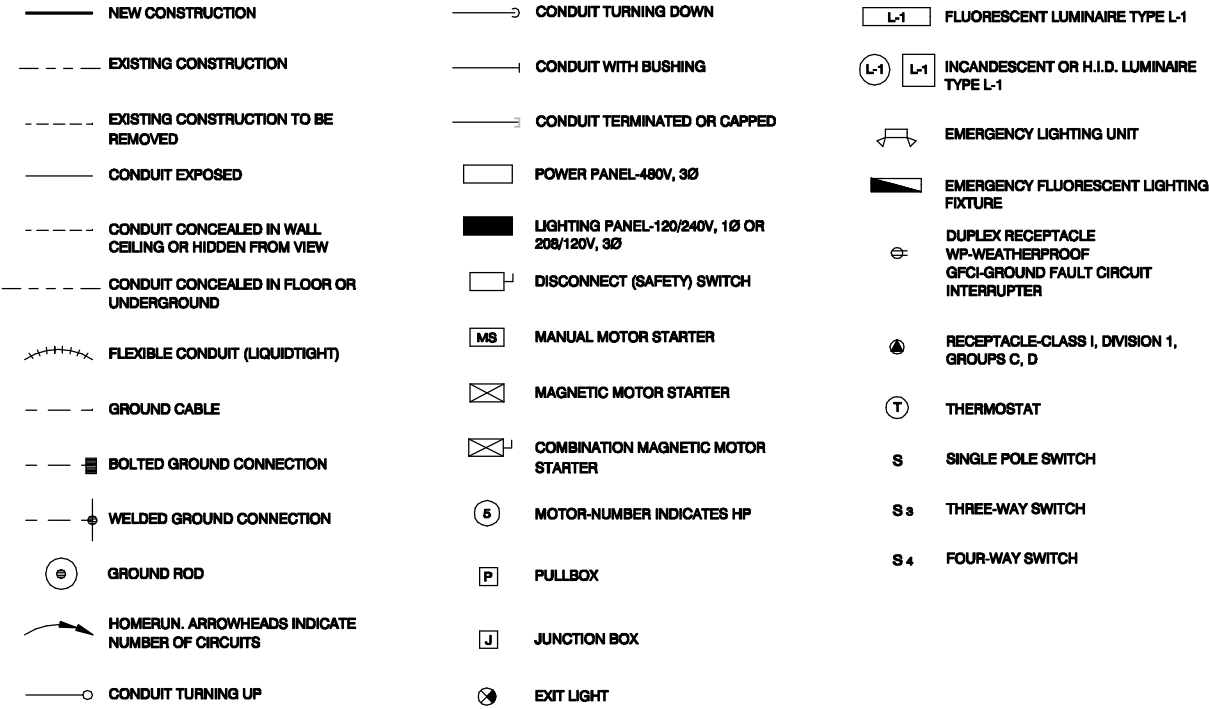 NEW CONSTRUCTION
EXISTING CONSTRUCTION
EXISTING CONSTRUCTION TO BE
REMOVED
CONDUIT EXPOSED
CONDUIT CONCEALED IN WALL
CEILING OR HIDDEN FROM VIEW
CONDUIT CONCEALED IN FLOOR OR
UNDERGROUND
FLEXIBLE CONDUIT (LIQUIDTIGHT)
GROUND CABLE
BOLTED GROUND CONNECTION
WELDED GROUND CONNECTION
GROUND ROD
HOMERUN. ARROWHEADS INDICATE
NUMBER OF CIRCUITS
CONDUIT TURNING UP
CONDUIT TURNING DOWN
CONDUIT WITH BUSHING
CONDUIT TERMINATED OR CAPPED
POWER PANEL-480V, 3Ø
LIGHTING PANEL-120/240V, 1Ø OR
208/120V, 3Ø
DISCONNECT (SAFETY) SWITCH
MS MANUAL MOTOR STARTER
MAGNETIC MOTOR STARTER
COMBINATION MAGNETIC MOTOR
STARTER
5 MOTOR-NUMBER INDICATES HP
P PULLBOX
J JUNCTION BOX
EXIT LIGHT
L-1 FLUORESCENT LUMINAIRE TYPE L-1
L-1 L-1 INCANDESCENT OR H.I.D. LUMINAIRE
TYPE L-1
EMERGENCY LIGHTING UNIT
EMERGENCY FLUORESCENT LIGHTING
FIXTURE
DUPLEX RECEPTACLE
WP-WEATHERPROOF
GFCI-GROUND FAULT CIRCUIT
INTERRUPTER
RECEPTACLE-CLASS I, DIVISION 1,
GROUPS C, D
T THERMOSTAT
S SINGLE POLE SWITCH
S3 THREE-WAY SWITCH
S4 FOUR-WAY SWITCH